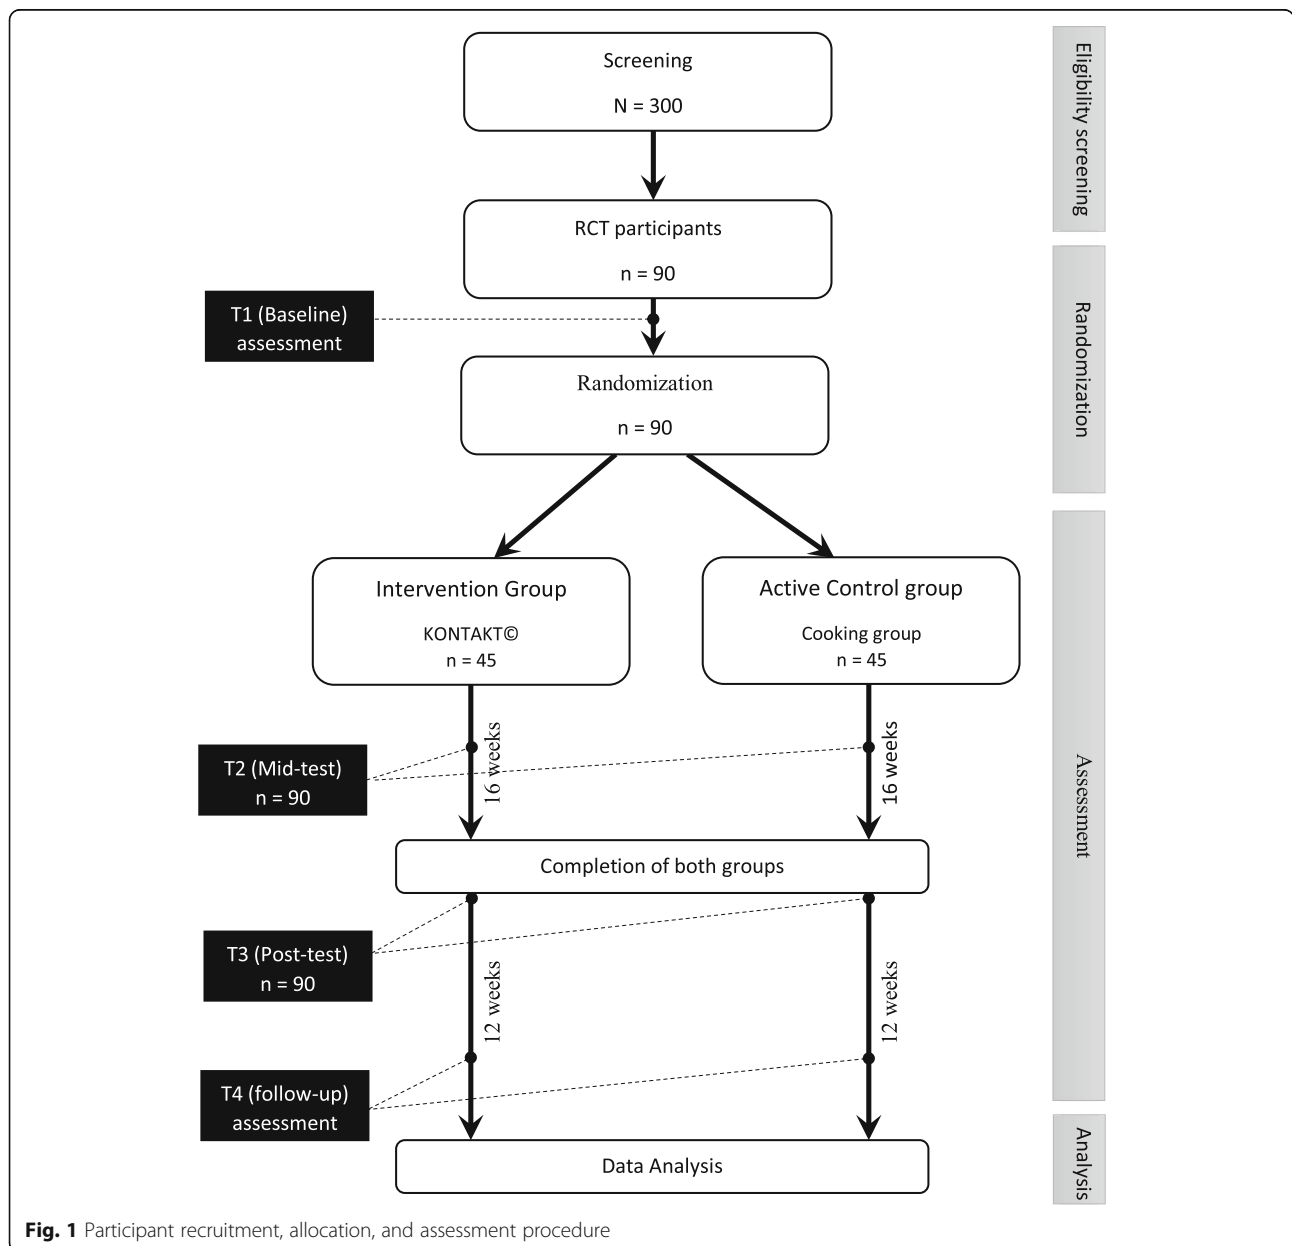 Screening
N = 300
Eligibility screening
RCT participants
n = 90
T1 (Baseline)
assessment
Randomization
n = 90
Randomization
Intervention Group
KONTAKT©
n = 45
Active Control group
Cooking group
n = 45
16 weeks
16 weeks
T2 (Mid-test)
n = 90
Assessment
Completion of both groups
T3 (Post-test)
n = 90
12 weeks
12 weeks
T4 (follow-up)
assessment
Data Analysis
Analysis
Fig. 1 Participant recruitment, allocation, and assessment procedure